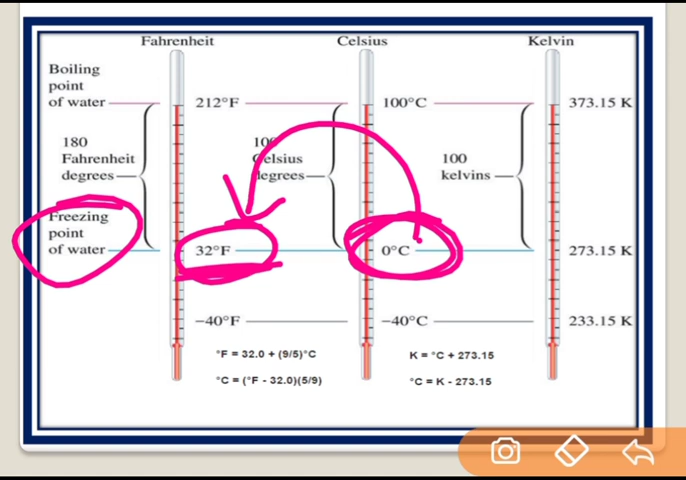 Fahrenheit Celsius Kelvin
Boiling
point
of water 212°F 100°C 373.15 K
180
Fahrenheit
degrees
Celsius
degrees
100
kelvins
Freezing
point
of water 32°F 0°C 273.15 K
−40°F −40°C 233.15 K
°F = 32.0 + (9/5)°C K = °C + 273.15
°C = (°F - 32.0)(5/9) °C = K - 273.15